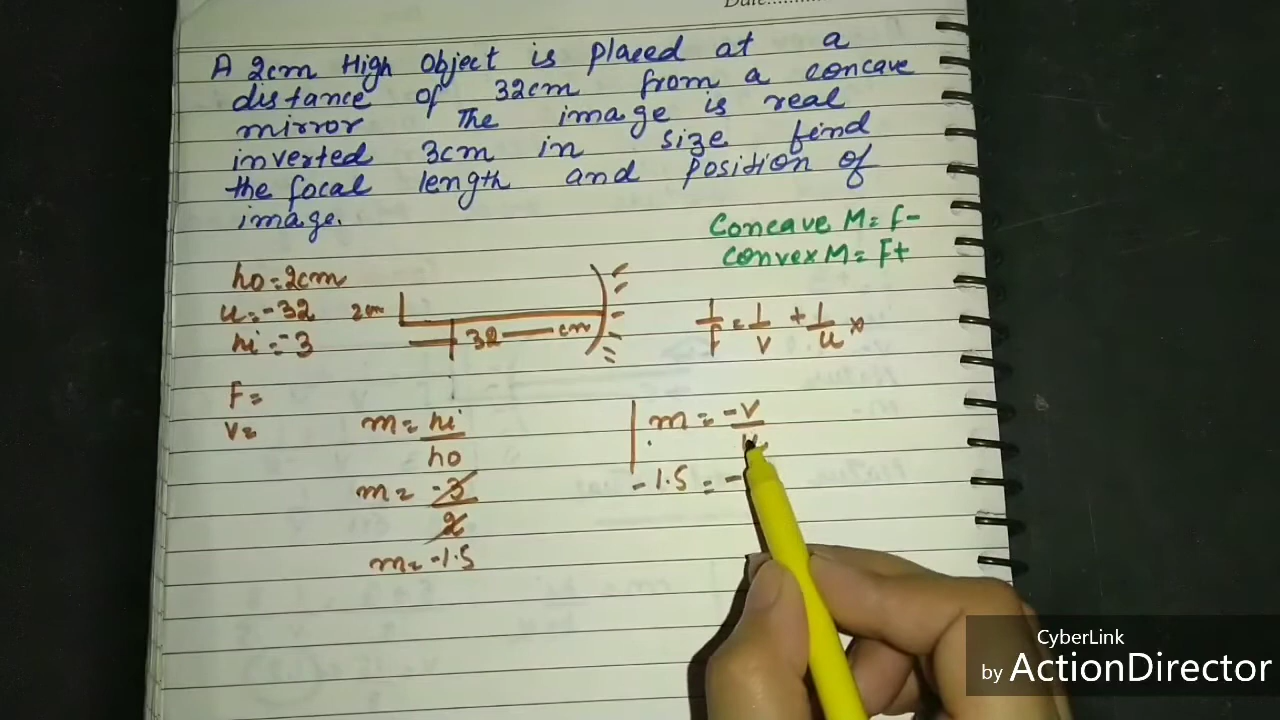 Date............
A 2cm High Object is placed at a
distance of 32cm from a concave
mirror The image is real
inverted 3cm in size find
the focal length and position of
image.
Concave M = F-
Convex M = F+
ho = 2cm
u = -32
hi = -3
2cm
32 cm
1/F = 1/v + 1/u
F =
V =
m = hi/ho
m = -3/2
m = -1.5
m = -v/u
-1.5 = -
CyberLink
by ActionDirector